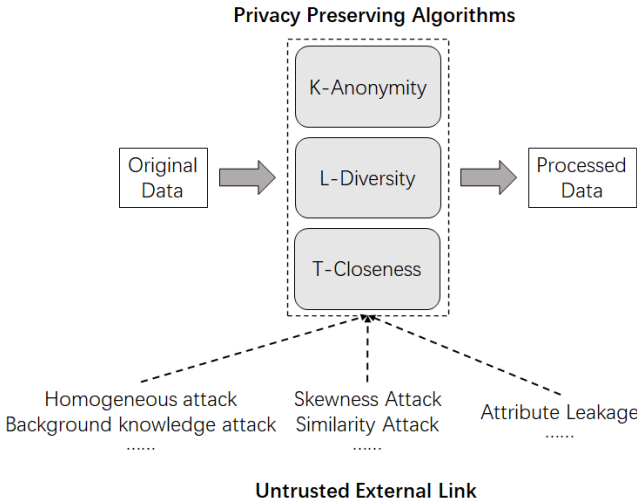 Privacy Preserving Algorithms
K-Anonymity
Original
Data
L-Diversity
Processed
Data
T-Closeness
Homogeneous attack
Background knowledge attack
......
Skewness Attack
Similarity Attack
......
Attribute Leakage
......
Untrusted External Link